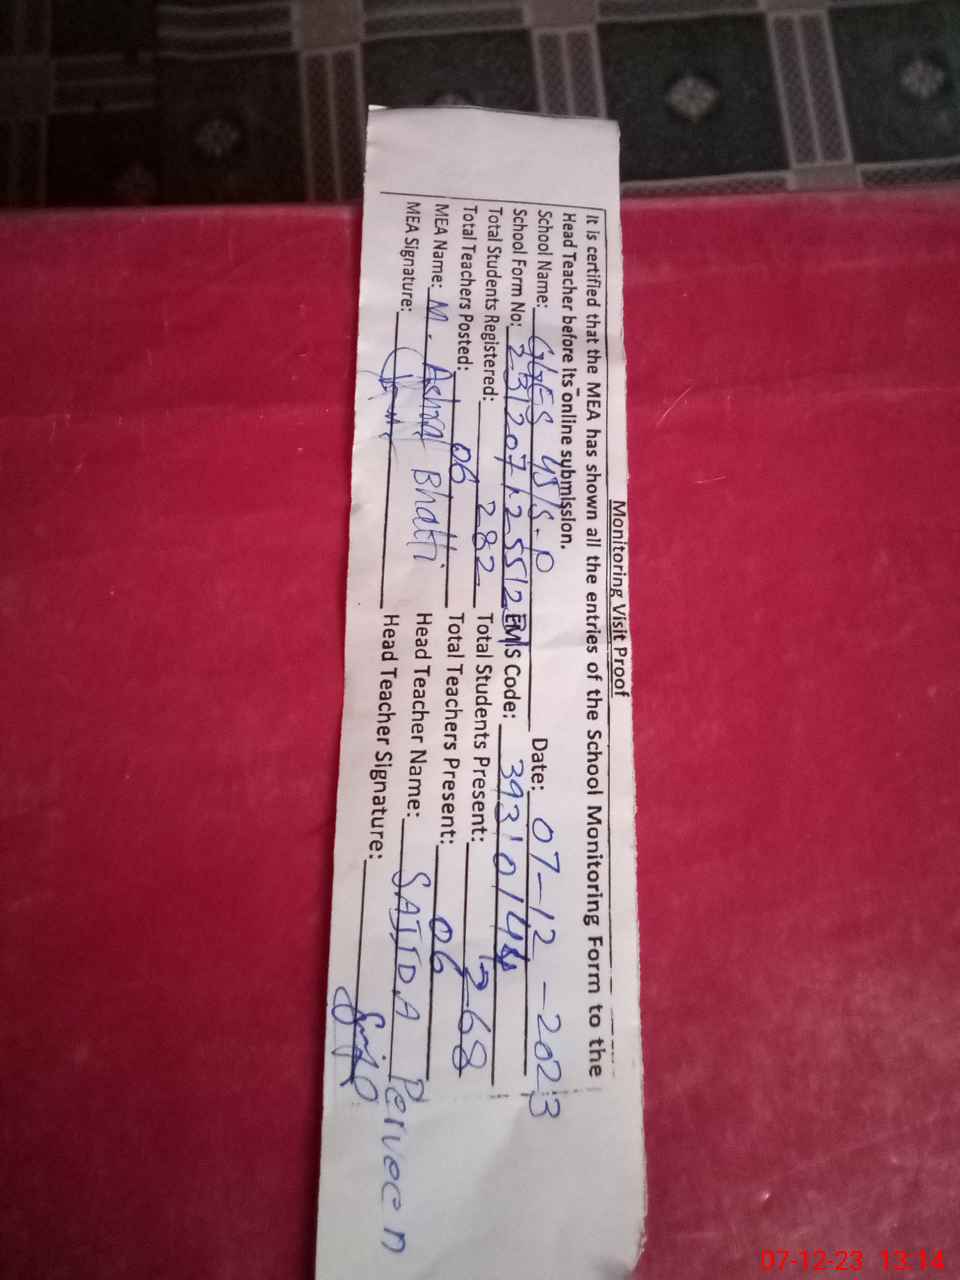 Monitoring Visit Proof
It is certified that the MEA has shown all the entries of the School Monitoring Form to the
Head Teacher before its online submission.
School Name: GGES 45/S.P Date: 07-12-2023
School Form No: EMIS Code: 39310144
Total Students Registered: 282 Total Students Present: 268
Total Teachers Posted: 06 Total Teachers Present: 06
MEA Name: M. Ashraf Bhatti Head Teacher Name: SAJIDA Perveen
MEA Signature: Head Teacher Signature:
07-12-23 13:14